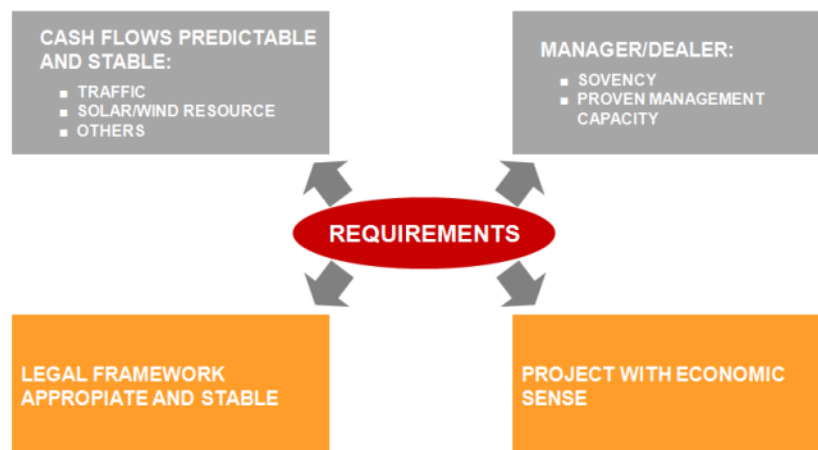 CASH FLOWS PREDICTABLE
AND STABLE:
▪ TRAFFIC
▪ SOLAR/WIND RESOURCE
▪ OTHERS
MANAGER/DEALER:
▪ SOVENCY
▪ PROVEN MANAGEMENT
CAPACITY
REQUIREMENTS
LEGAL FRAMEWORK
APPROPIATE AND STABLE
PROJECT WITH ECONOMIC
SENSE